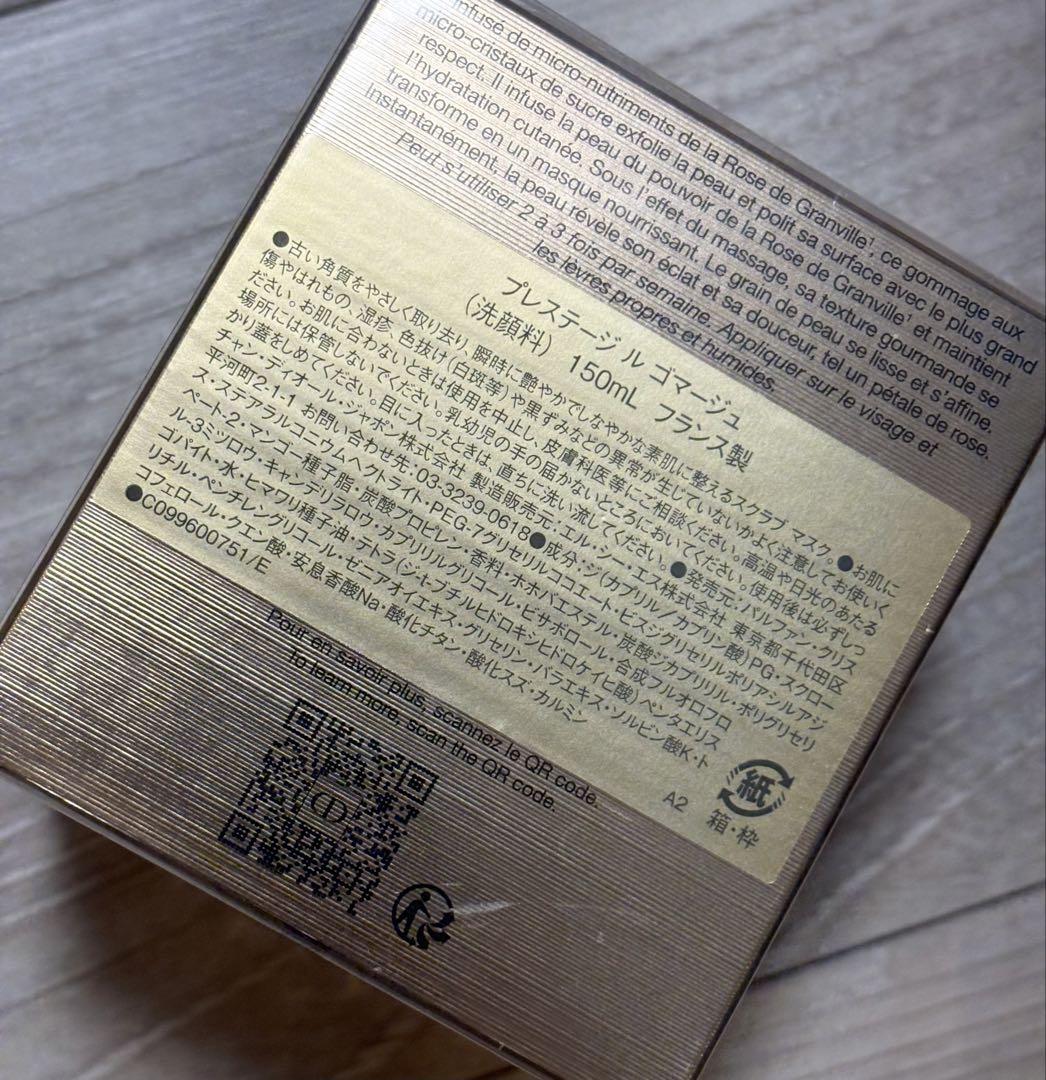 Infusé de micro-nutriments de la Rose de Granville¹, ce gommage aux
micro-cristaux de sucre exfolie la peau et polit sa surface avec le plus grand
respect. Il infuse la peau du pouvoir de la Rose de Granville¹ et maintient
l'hydratation cutanée. Sous l'effet du massage, sa texture gourmande se
transforme en un masque nourrissant. Le grain de peau se lisse et s'affine.
Instantanément, la peau révèle son éclat et sa douceur, tel un pétale de rose.
Peut s'utiliser 2 à 3 fois par semaine. Appliquer sur le visage et
les lèvres propres et humides.
プレステージ ル ゴマージュ
(洗顔料) 150mL フランス製
●古い角質をやさしく取り去り、瞬時に艶やかでしなやかな素肌に整えるスクラブ マスク ●お肌に
傷やはれもの、湿疹、色抜け(白斑等)や黒ずみなどの異常が生じていないかよく注意してお使いく
ださい。お肌に合わないときは使用を中止し、皮膚科医等にご相談ください。高温や日光のあたる
場所には保管しないでください。乳幼児の手の届かないところにおいてください。使用後は必ずしっ
かり蓋をしめてください。目に入ったときは、直ちに洗い流してください。●発売元:パルファン・クリス
チャン・ディオール・ジャポン株式会社 製造販売元:エル・シー・エス株式会社 東京都千代田区
平河町2-1-1 お問い合わせ先:03-3239-0618●成分:ジ(カプリル/カプリン酸)PG・スクロー
ス・ステアラルコニウムヘクトライト・PEG-7グリセリルココエート・ビスジグリセリルポリアシルアジ
ペート-2・マンゴー種子脂・炭酸プロピレン・香料・ホホバエステル・炭酸ジカプリリル・ポリグリセリ
ル-3ミツロウ・キャンデリラロウ・カプリリルグリコール・ビサボロール・合成フルオロフロ
ゴパイト・水・ヒマワリ種子油・テトラ(ジ-t-ブチルヒドロキシヒドロケイヒ酸)ペンタエリス
リチル・ペンチレングリコール・ゼニアオイエキス・グリセリン・バラエキス・ソルビン酸K・ト
コフェロール・クエン酸・安息香酸Na・酸化チタン・酸化スズ・カルミン
●C099600751/E
A2
紙
箱・枠
Pour en savoir plus, scannez le QR code.
To learn more, scan the QR code.